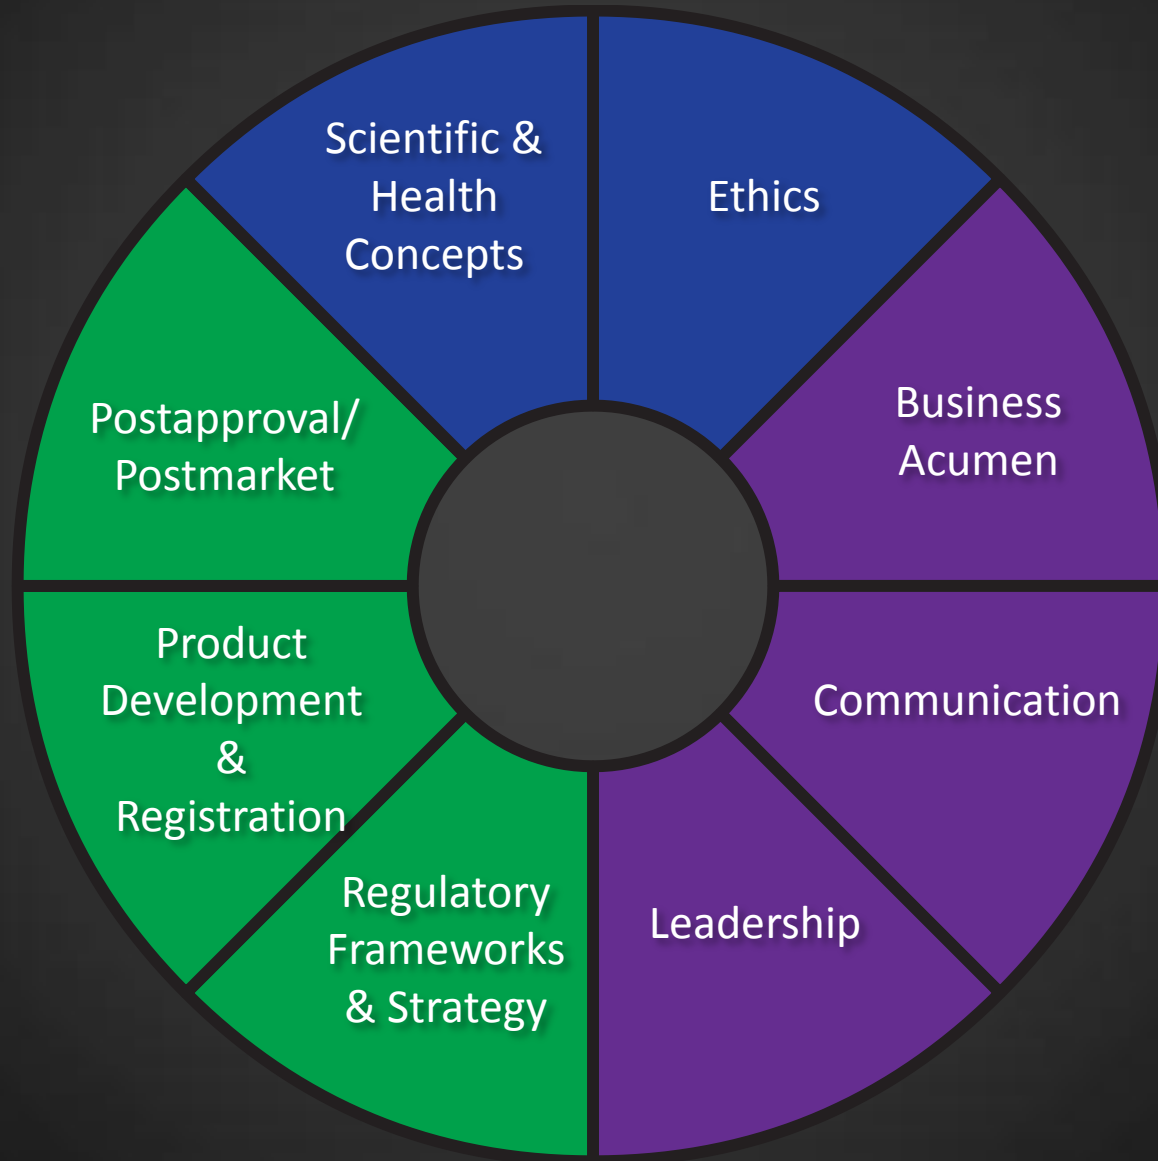 Scientific &
Health
Concepts
Ethics
Business
Acumen
Communication
Leadership
Regulatory
Frameworks
& Strategy
Product
Development
&
Registration
Postapproval/
Postmarket